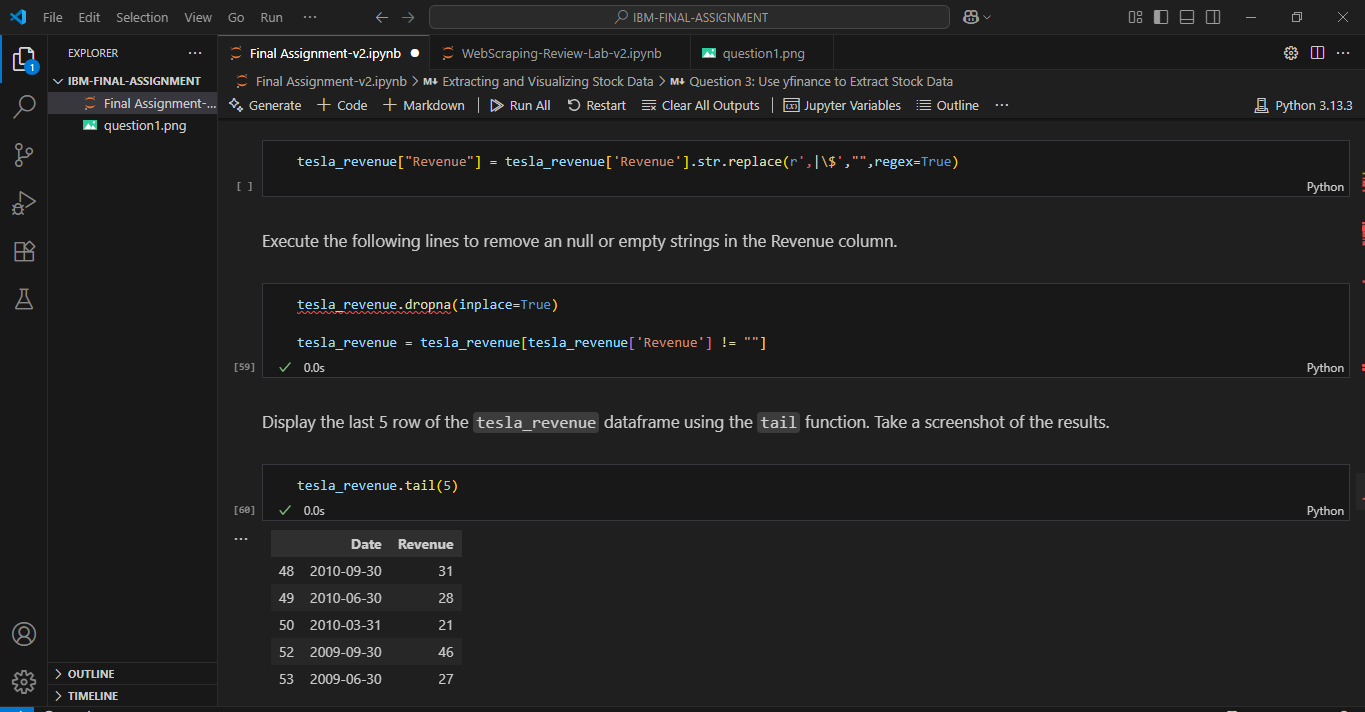 File Edit Selection View Go Run ··· IBM-FINAL-ASSIGNMENT
EXPLORER ···
Final Assignment-v2.ipynb WebScraping-Review-Lab-v2.ipynb question1.png
1
IBM-FINAL-ASSIGNMENT
Final Assignment-...
question1.png
Final Assignment-v2.ipynb > M↓ Extracting and Visualizing Stock Data > M↓ Question 3: Use yfinance to Extract Stock Data
Generate + Code + Markdown | Run All Restart Clear All Outputs | Jupyter Variables Outline ··· Python 3.13.3
tesla_revenue["Revenue"] = tesla_revenue['Revenue'].str.replace(r',|\$',"",regex=True)
[ ] Python
Execute the following lines to remove an null or empty strings in the Revenue column.
tesla_revenue.dropna(inplace=True)
tesla_revenue = tesla_revenue[tesla_revenue['Revenue'] != ""]
[59] ✓ 0.0s Python
Display the last 5 row of the tesla_revenue dataframe using the tail function. Take a screenshot of the results.
tesla_revenue.tail(5)
[60] ✓ 0.0s Python
···
Date Revenue
48 2010-09-30 31
49 2010-06-30 28
50 2010-03-31 21
52 2009-09-30 46
53 2009-06-30 27
OUTLINE
TIMELINE